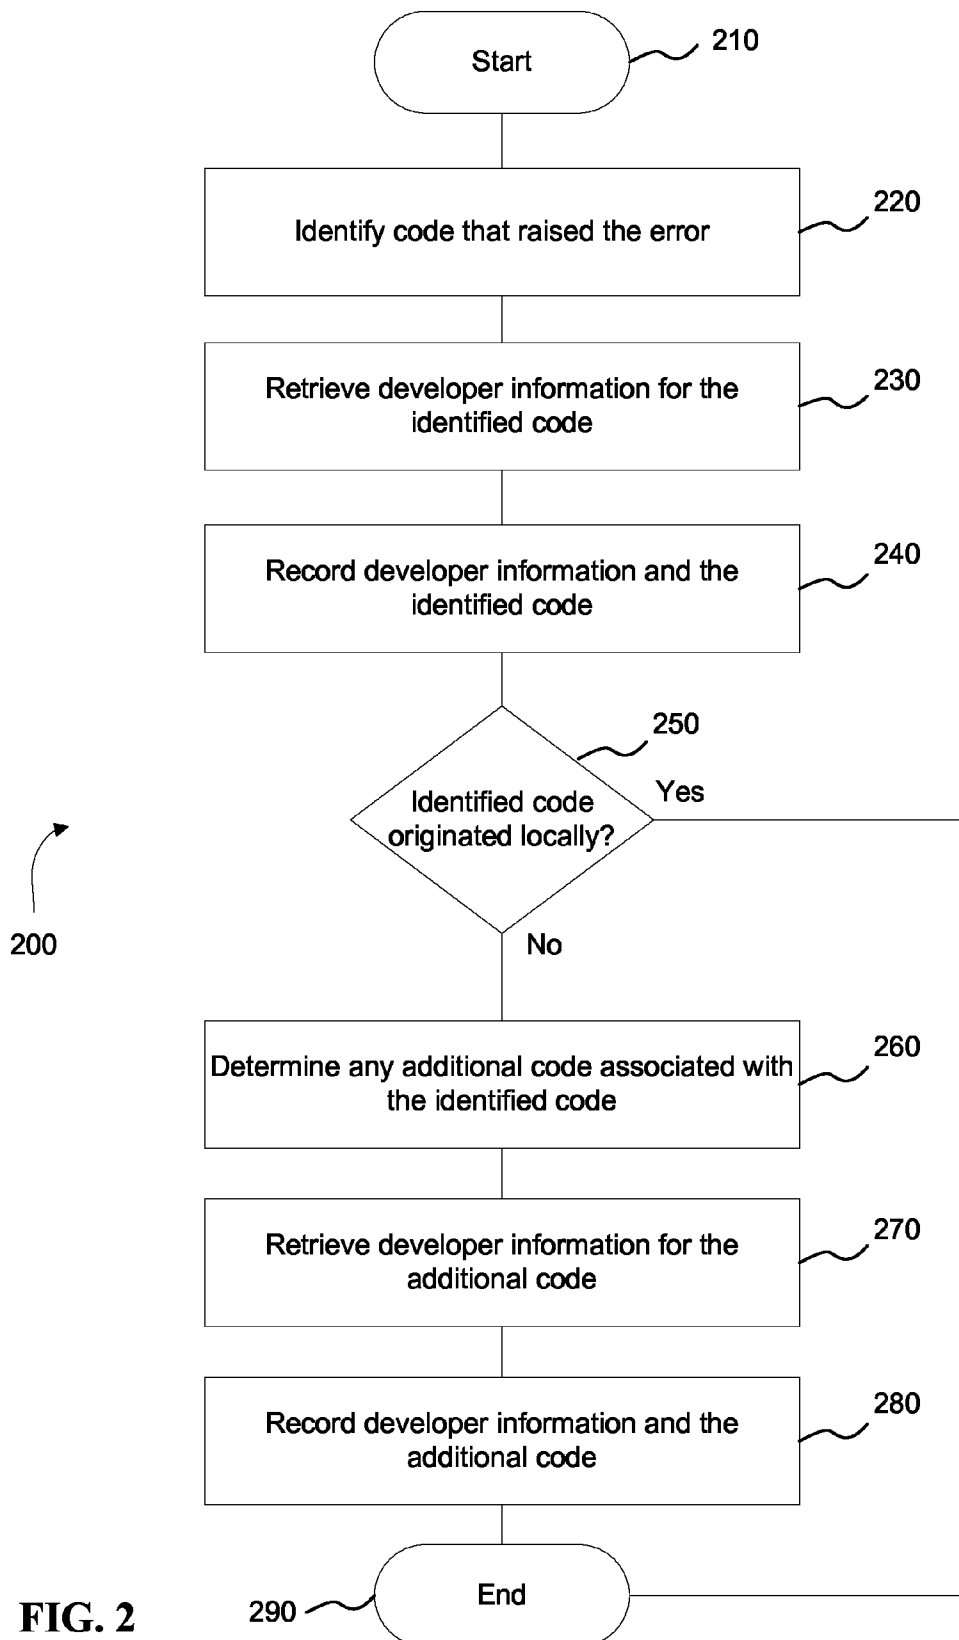 Start
210
Identify code that raised the error
220
Retrieve developer information for the
identified code
230
Record developer information and the
identified code
240
250
Identified code
originated locally?
Yes
200
No
Determine any additional code associated with
the identified code
260
Retrieve developer information for the
additional code
270
Record developer information and the
additional code
280
End
290
FIG. 2